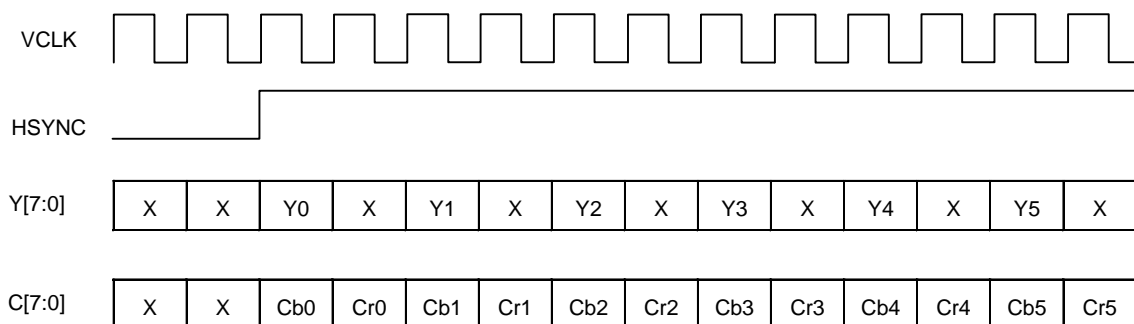 VCLK
HSYNC
Y[7:0] X X Y0 X Y1 X Y2 X Y3 X Y4 X Y5 X
C[7:0] X X Cb0 Cr0 Cb1 Cr1 Cb2 Cr2 Cb3 Cr3 Cb4 Cr4 Cb5 Cr5